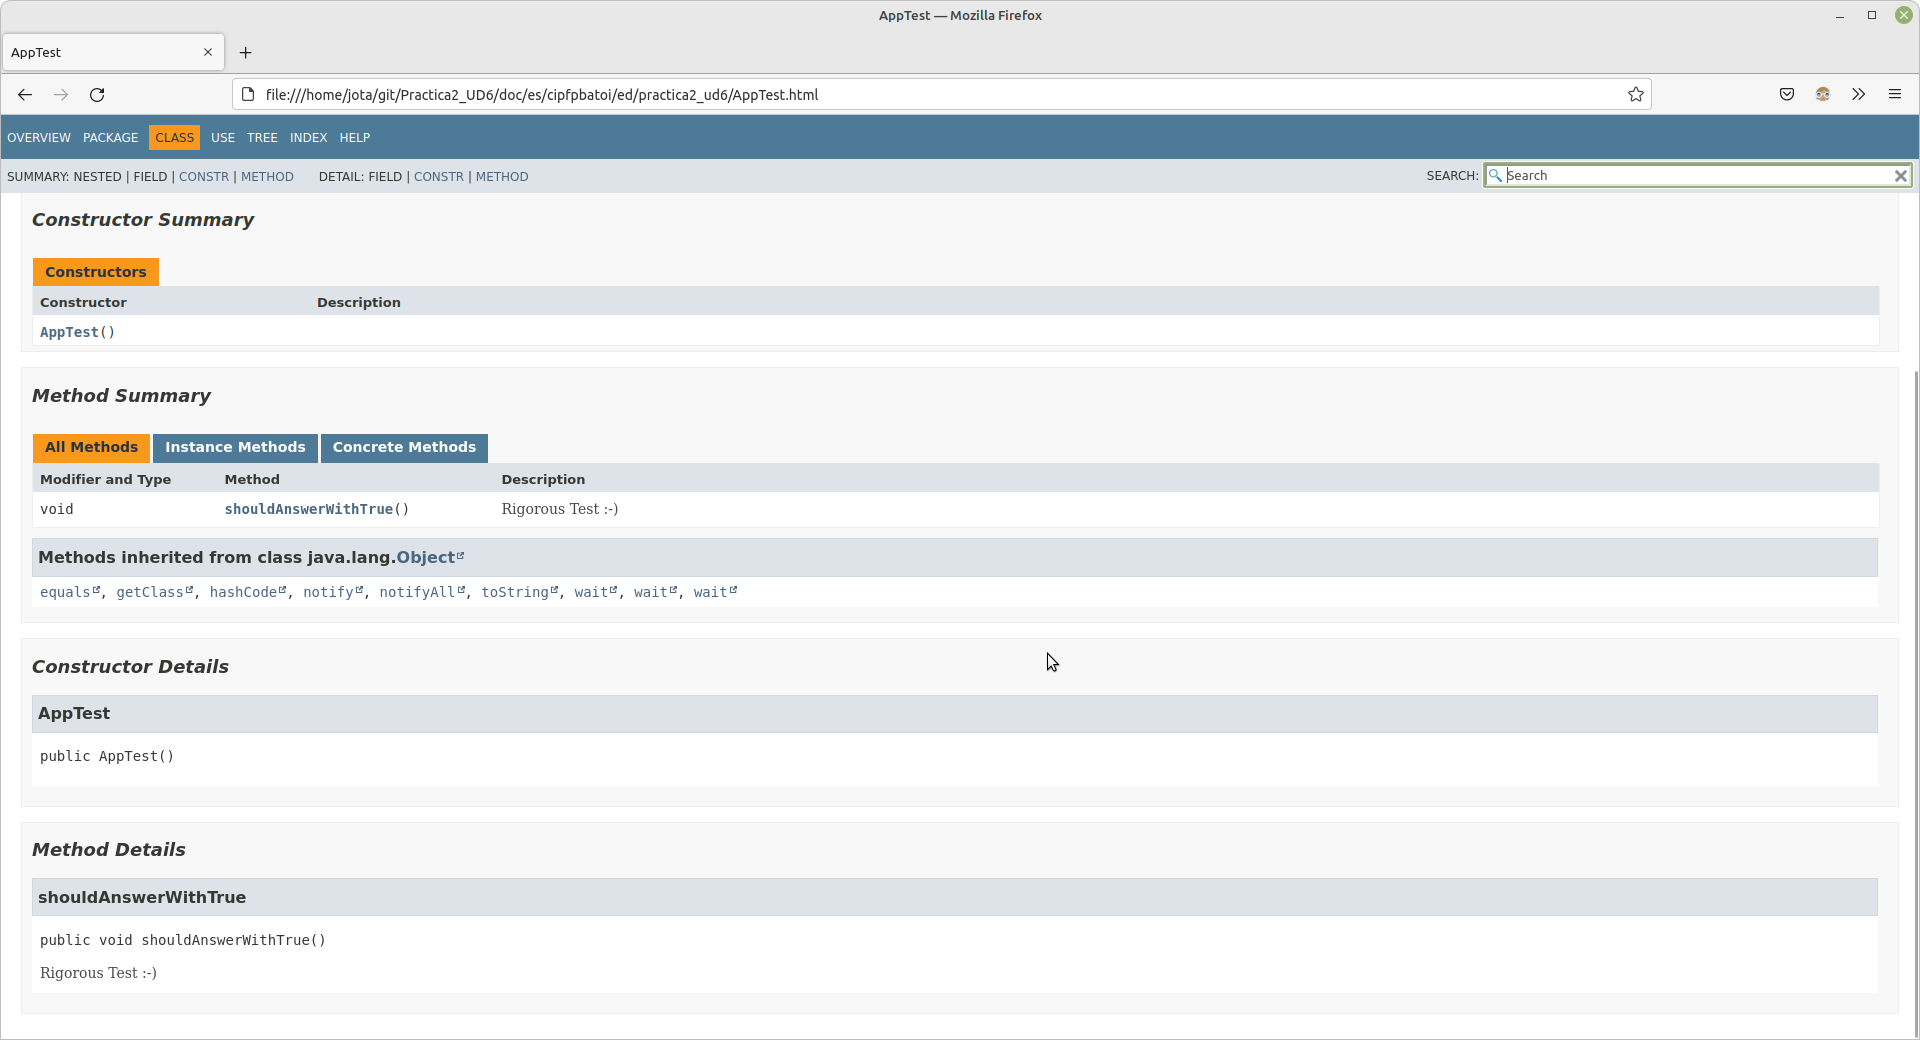 AppTest — Mozilla Firefox
AppTest
file:///home/jota/git/Practica2_UD6/doc/es/cipfpbatoi/ed/practica2_ud6/AppTest.html
OVERVIEW PACKAGE CLASS USE TREE INDEX HELP
SUMMARY: NESTED | FIELD | CONSTR | METHOD DETAIL: FIELD | CONSTR | METHOD SEARCH: Search
Constructor Summary
Constructors
Constructor Description
AppTest()
Method Summary
All Methods Instance Methods Concrete Methods
Modifier and Type Method Description
void shouldAnswerWithTrue() Rigorous Test :-)
Methods inherited from class java.lang.Object
equals, getClass, hashCode, notify, notifyAll, toString, wait, wait, wait
Constructor Details
AppTest
public AppTest()
Method Details
shouldAnswerWithTrue
public void shouldAnswerWithTrue()
Rigorous Test :-)